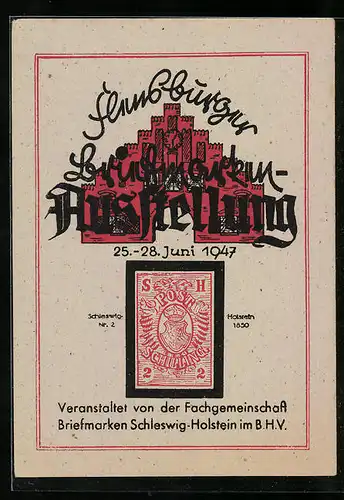 Flensburger
Briefmarken-
Ausstellung
25.-28. Juni 1947
S H
POST
SCHILLING
2 2
Schleswig-
Nr. 2
Holstein
1850
Veranstaltet von der Fachgemeinschaft
Briefmarken Schleswig-Holstein im B.H.V.